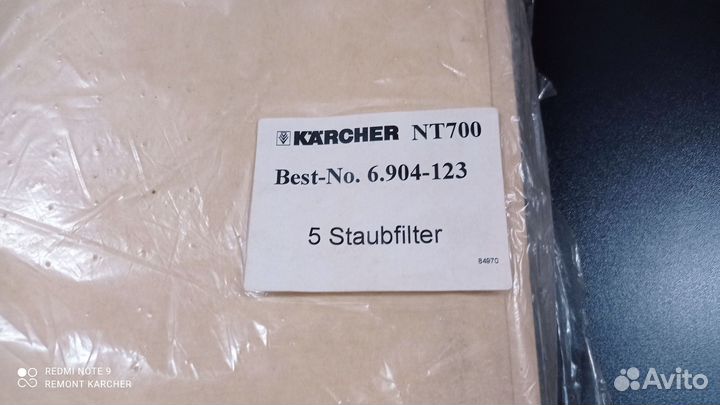 KÄRCHER NT700
Best-No. 6.904-123
5 Staubfilter
84970
REDMI NOTE 9
REMONT KARCHER
Avito